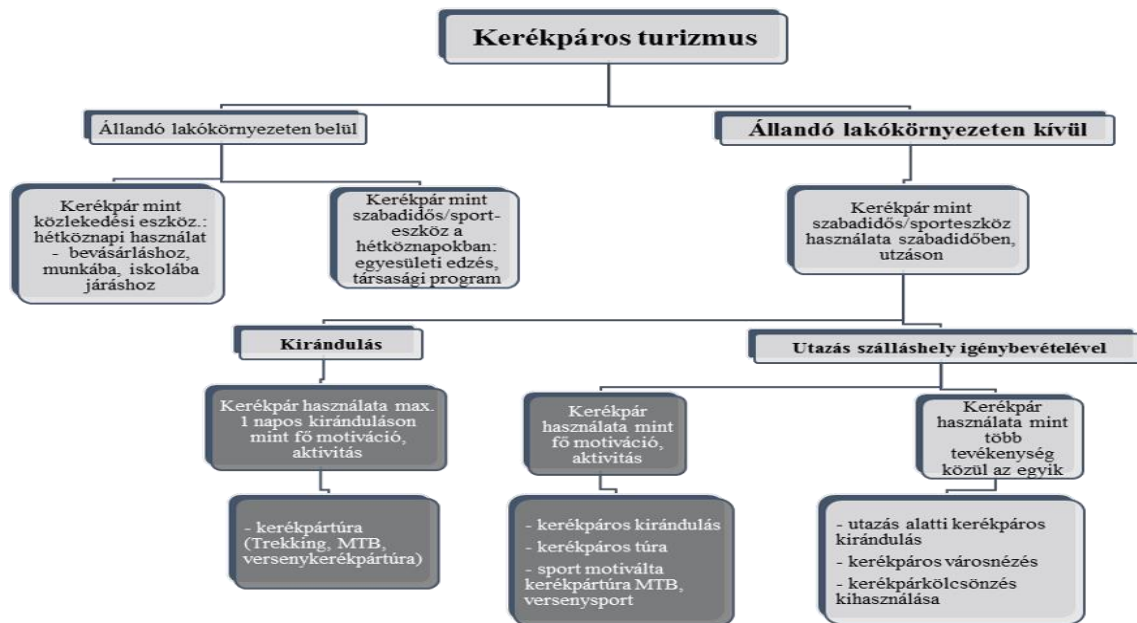 Kerékpáros turizmus
Állandó lakókörnyezeten belül
Állandó lakókörnyezeten kívül
Kerékpár mint
közlekedési eszköz.:
hétköznapi használat
- bevásárláshoz,
munkába, iskolába
járáshoz
Kerékpár mint
szabadidős/sport-
eszköz a
hétköznapokban:
egyesületi edzés,
társasági program
Kerékpár mint
szabadidős/sporteszköz
használata szabadidőben,
utzáson
Kirándulás
Utazás szálláshely igénybevételével
Kerékpár használata max.
1 napos kiránduláson
mint fő motiváció,
aktivitás
Kerékpár
használata mint
fő motiváció,
aktivitás
Kerékpár
használata mint
több
tevékenység
közül az egyik
- kerékpártúra
(Trekking, MTB,
versenykerékpártúra)
- kerékpáros kirándulás
- kerékpáros túra
- sport motiválta
kerékpártúra MTB,
versenysport
- utazás alatti kerékpáros
kirándulás
- kerékpáros városnézés
- kerékpárkölcsönzés
kihasználása